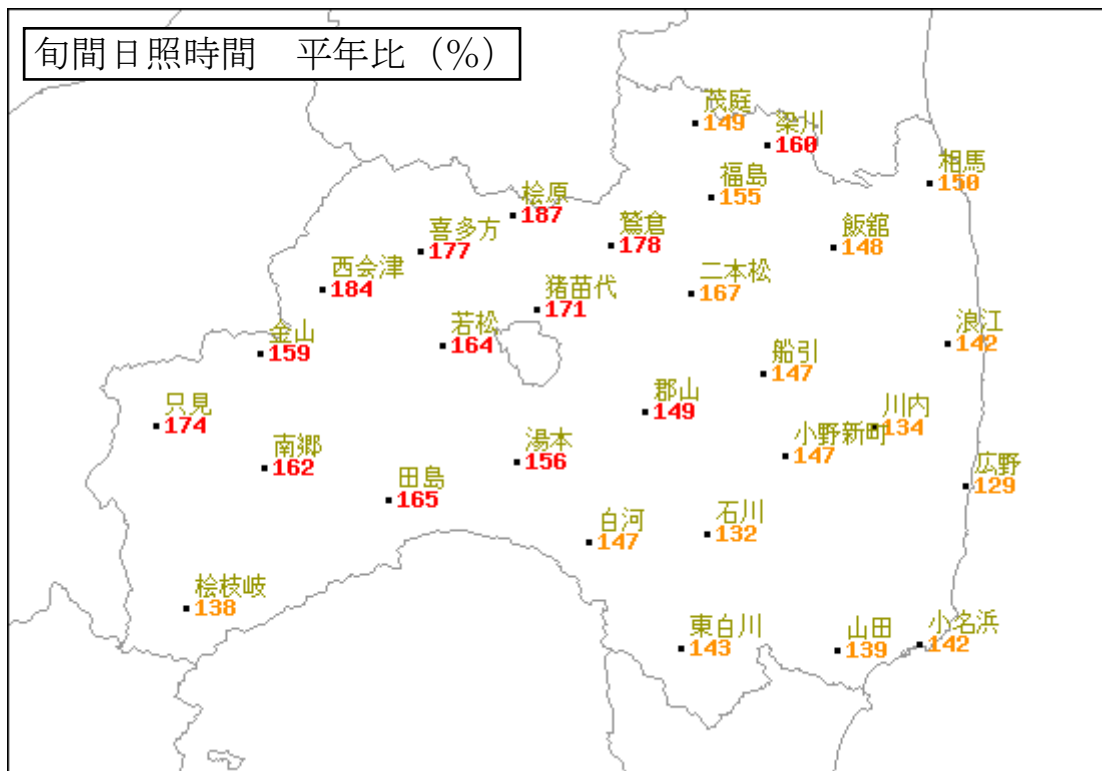 旬間日照時間　平年比（％）
茂庭
149
梁川
160
相馬
150
福島
155
桧原
187
鷲倉
178
喜多方
177
飯舘
148
西会津
184
猪苗代
171
二本松
167
若松
164
浪江
142
金山
159
船引
147
只見
174
郡山
149
川内
134
小野新町
147
南郷
162
湯本
156
広野
129
田島
165
白河
147
石川
132
桧枝岐
138
東白川
143
山田
139
小名浜
142